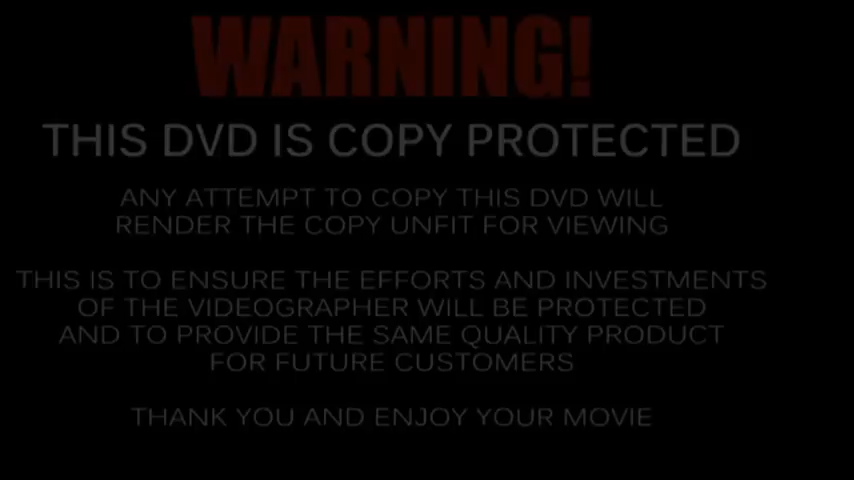 WARNING!
THIS DVD IS COPY PROTECTED
ANY ATTEMPT TO COPY THIS DVD WILL
RENDER THE COPY UNFIT FOR VIEWING
THIS IS TO ENSURE THE EFFORTS AND INVESTMENTS
OF THE VIDEOGRAPHER WILL BE PROTECTED
AND TO PROVIDE THE SAME QUALITY PRODUCT
FOR FUTURE CUSTOMERS
THANK YOU AND ENJOY YOUR MOVIE